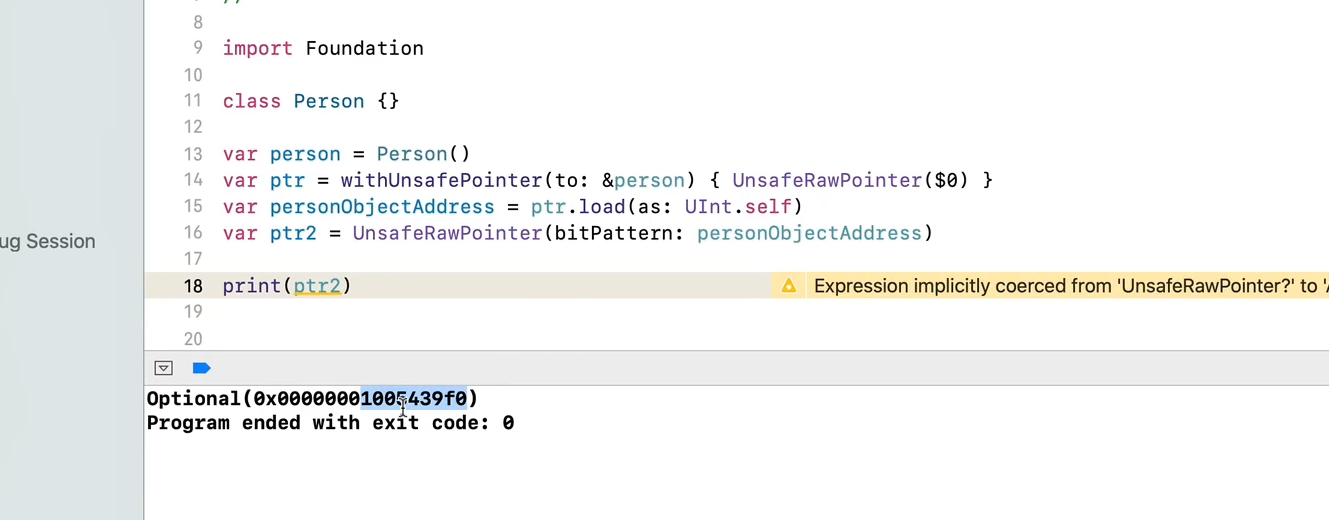 8
9 import Foundation
10
11 class Person {}
12
13 var person = Person()
14 var ptr = withUnsafePointer(to: &person) { UnsafeRawPointer($0) }
15 var personObjectAddress = ptr.load(as: UInt.self)
16 var ptr2 = UnsafeRawPointer(bitPattern: personObjectAddress)
17
ug Session
18 print(ptr2) Expression implicitly coerced from 'UnsafeRawPointer?' to '
19
20
Optional(0x00000001005439f0)
Program ended with exit code: 0